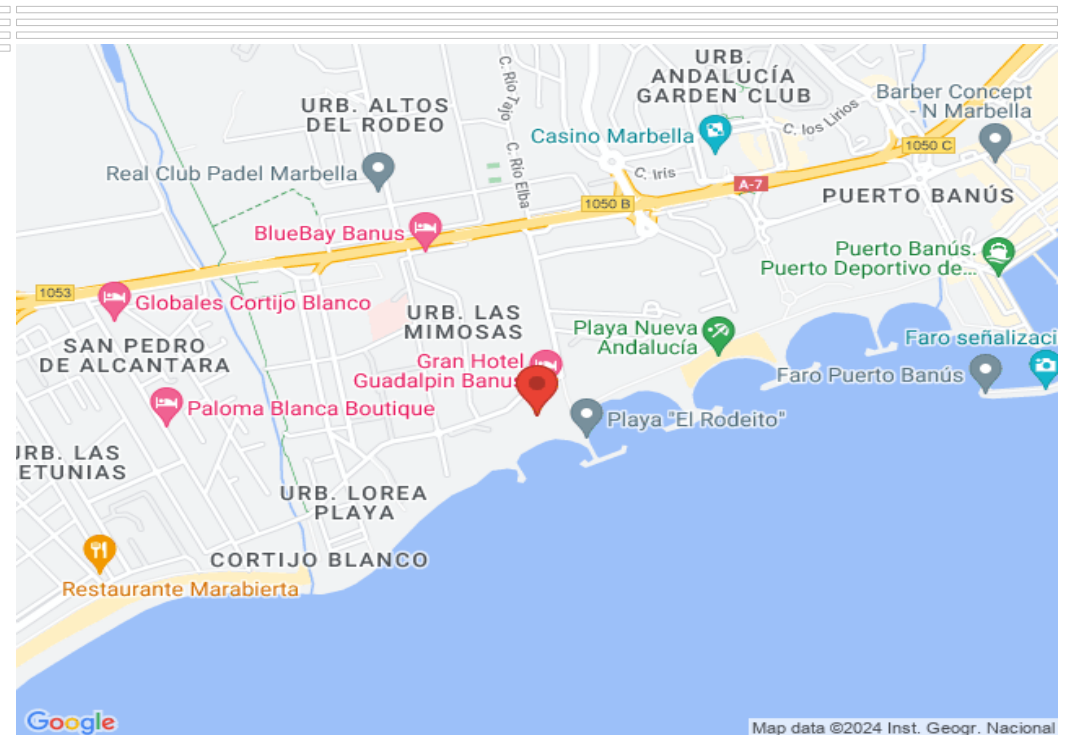 URB.
ANDALUCÍA
GARDEN CLUB
Barber Concept
- N Marbella
URB. ALTOS
DEL RODEO
C. Río Tajo
C. Río Elba
Casino Marbella
C. los Lirios
1050 C
Real Club Padel Marbella
C. Iris
A-7
1050 B
PUERTO BANÚS
BlueBay Banus
Puerto Banús.
Puerto Deportivo de...
1053
Globales Cortijo Blanco
URB. LAS
MIMOSAS
SAN PEDRO
DE ALCANTARA
Playa Nueva
Andalucía
Faro señalizaci
Gran Hotel
Guadalpin Banus
Faro Puerto Banús
Paloma Blanca Boutique
Playa "El Rodeito"
URB. LAS
ETUNIAS
URB. LOREA
PLAYA
CORTIJO BLANCO
Restaurante Marabierta
Google
Map data ©2024 Inst. Geogr. Nacional